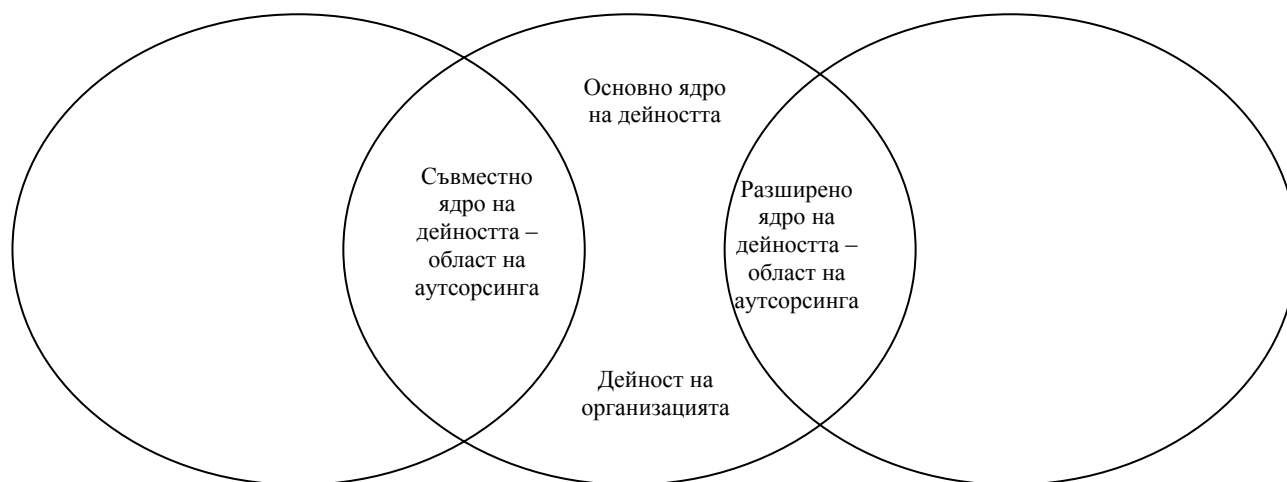 Основно ядро
на дейността
Съвместно
ядро на
дейността –
област на
аутсорсинга
Разширено
ядро на
дейността –
област на
аутсорсинга
Дейност на
организацията